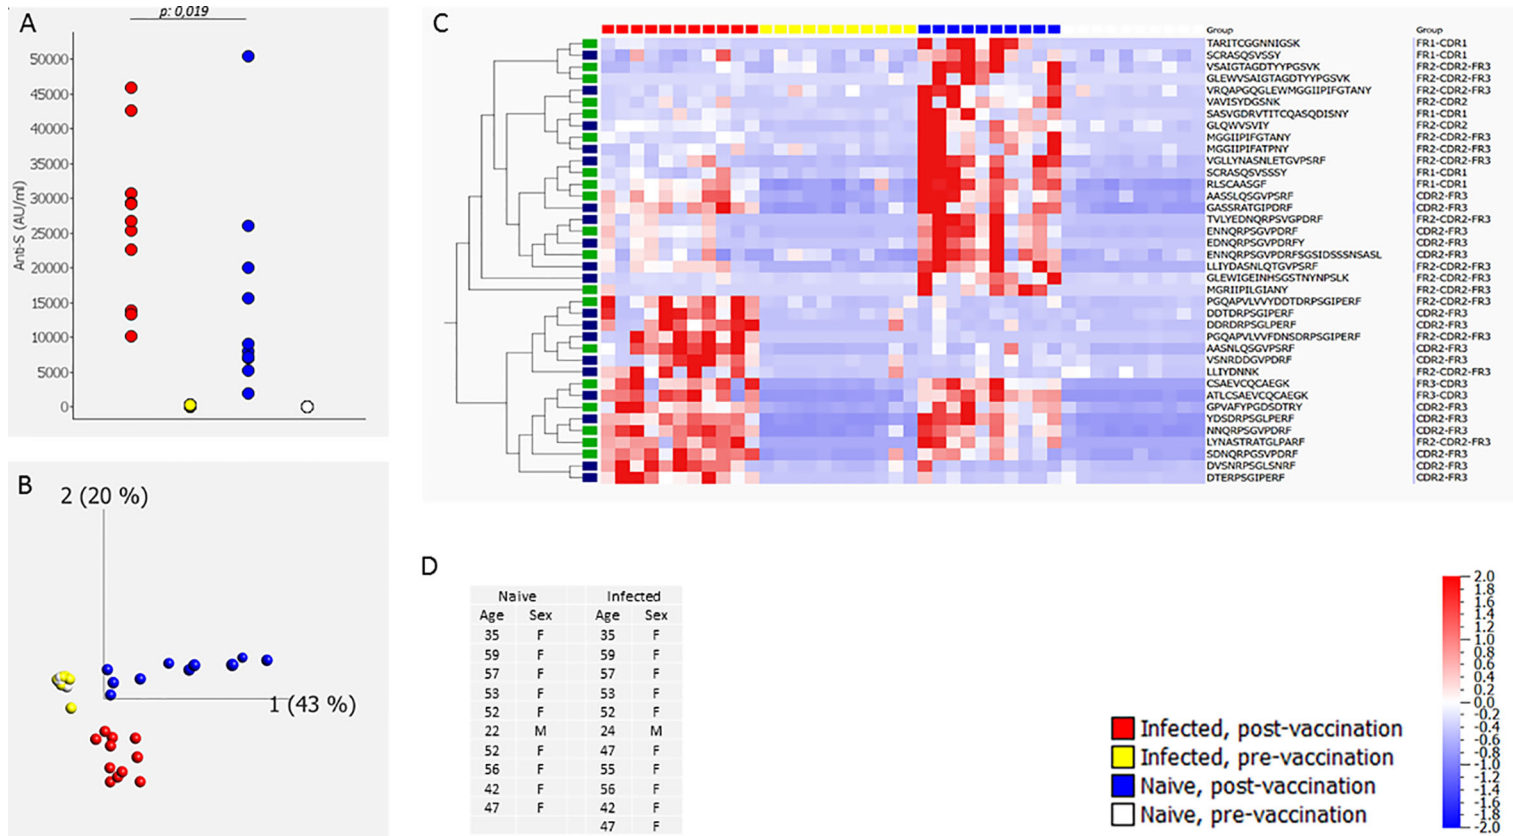 A
p: 0,019
50000
45000
40000
35000
30000
25000
20000
15000
10000
5000
0
Anti-S (AU/ml)
B
2 (20 %)
1 (43 %)
C
Group Group
TARITCGGNNIGSK FR1-CDR1
SCRASQSVSSY FR1-CDR1
VSAIGTAGDTYYPGSVK FR2-CDR2-FR3
GLEWVSAIGTAGDTYYPGSVK FR2-CDR2-FR3
VRQAPGQGLEWMGGIIPIFGTANY FR2-CDR2-FR3
VAVISYDGSNK FR2-CDR2
SASVGDRVTITCQASQDISNY FR1-CDR1
GLQWVSVIY FR2-CDR2
MGGIIPIFGTANY FR2-CDR2-FR3
MGGIIPIFATPNY FR2-CDR2-FR3
VGLLYNASNLETGVPSRF FR2-CDR2-FR3
SCRASQSVSSSY FR1-CDR1
RLSCAASGF FR1-CDR1
AASSLQSGVPSRF CDR2-FR3
GASSRATGIPDRF CDR2-FR3
TVLYEDNQRPSVGPDRF FR2-CDR2-FR3
ENNQRPSGVPDRF CDR2-FR3
EDNQRPSGVPDRFY CDR2-FR3
ENNQRPSGVPDRFSGSIDSSSNSASL CDR2-FR3
LLIYDASNLQTGVPSRF FR2-CDR2-FR3
GLEWIGEINHSGSTNYNPSLK FR2-CDR2-FR3
MGRIIPILGIANY FR2-CDR2-FR3
PGQAPVLVVYDDTDRPSGIPERF FR2-CDR2-FR3
DDTDRPSGIPERF CDR2-FR3
DDRDRPSGLPERF CDR2-FR3
PGQAPVLVVFDNSDRPSGIPERF FR2-CDR2-FR3
AASNLQSGVPSRF CDR2-FR3
VSNRDDGVPDRF CDR2-FR3
LLIYDNNK FR2-CDR2-FR3
CSAEVCQCAEGK FR3-CDR3
ATLCSAEVCQCAEGK FR3-CDR3
GPVAFYPGDSDTRY CDR2-FR3
YDSDRPSGLPERF CDR2-FR3
NNQRPSGVPDRF CDR2-FR3
LYNASTRATGLPARF FR2-CDR2-FR3
SDNQRPGSVPDRF CDR2-FR3
DVSNRPSGLSNRF CDR2-FR3
DTERPSGIPERF CDR2-FR3
D
Naive Infected
Age Sex Age Sex
35 F 35 F
59 F 59 F
57 F 57 F
53 F 53 F
52 F 52 F
22 M 24 M
52 F 47 F
56 F 55 F
42 F 56 F
47 F 42 F
47 F
Infected, post-vaccination
Infected, pre-vaccination
Naive, post-vaccination
Naive, pre-vaccination
2.0
1.8
1.6
1.4
1.2
1.0
0.8
0.6
0.4
0.2
0.0
-0.2
-0.4
-0.6
-0.8
-1.0
-1.2
-1.4
-1.6
-1.8
-2.0